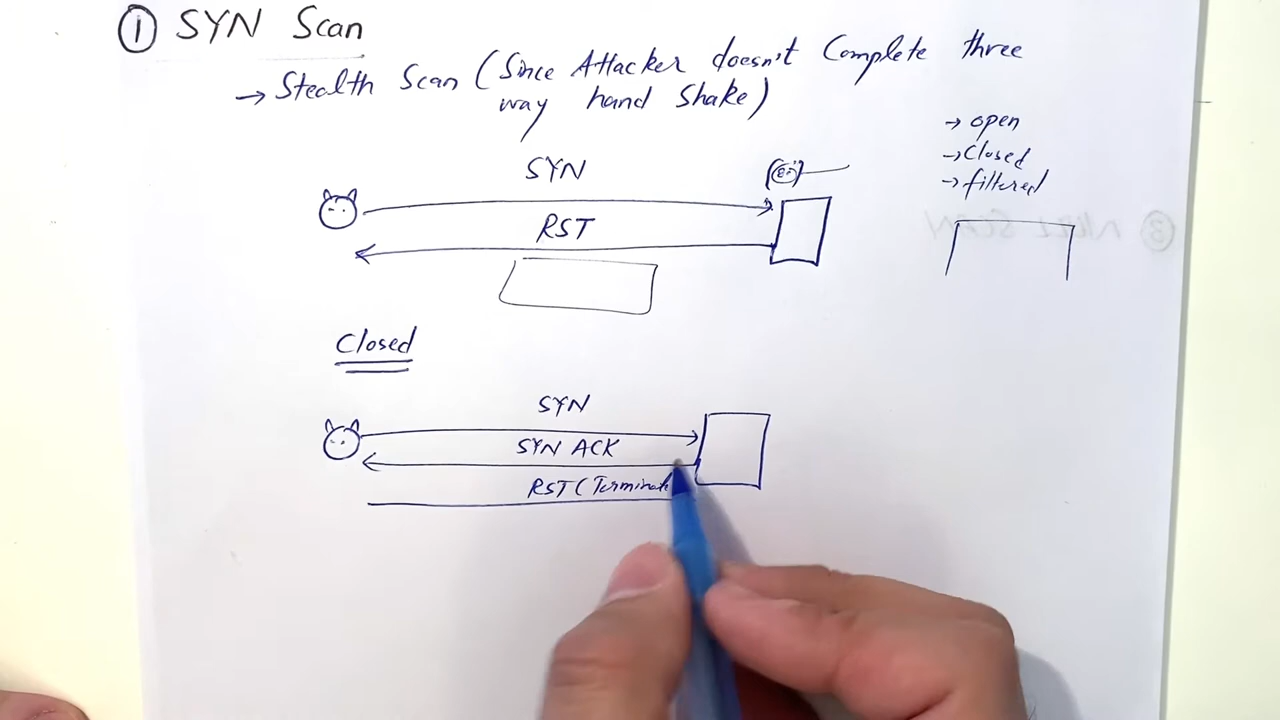 ① SYN Scan
→ Stealth Scan (Since Attacker doesn't Complete three
way hand Shake)
→ open
→ Closed
→ filtered
SYN
RST
Closed
SYN
SYN ACK
RST (Terminate